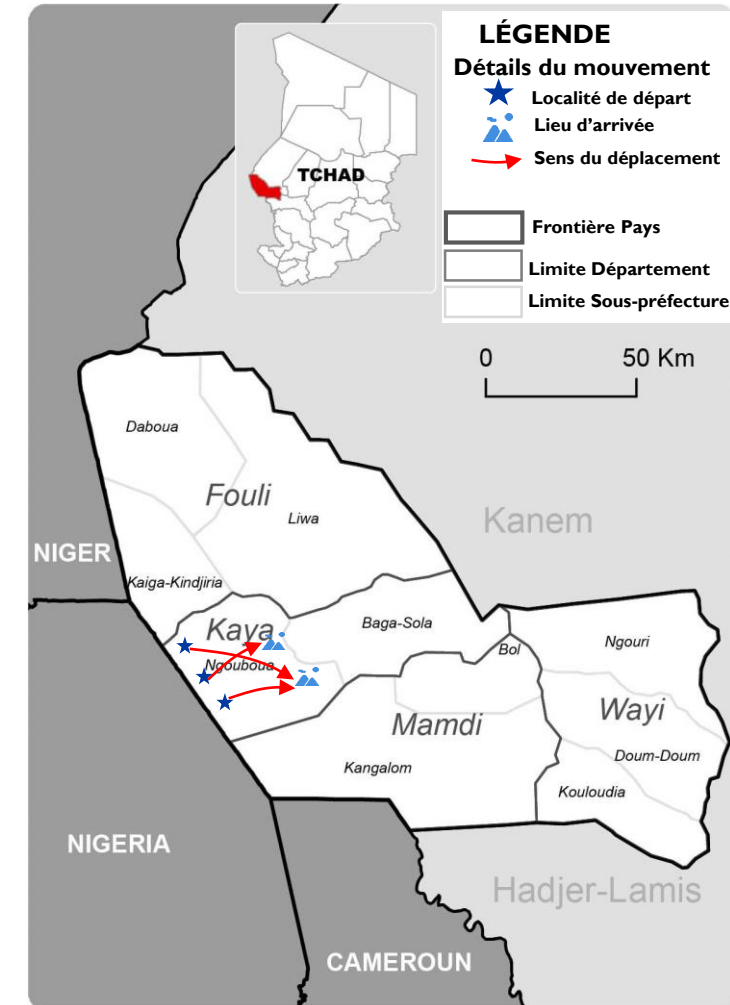 LÉGENDE
Détails du mouvement
Localité de départ
Lieu d'arrivée
Sens du déplacement
Frontière Pays
Limite Département
Limite Sous-préfecture
TCHAD
0 50 Km
Daboua
Fouli
Liwa
Kanem
NIGER
Kaiga-Kindjiria
Kaya
Baga-Sola
Ngouri
Bol
Ngouboua
Wayi
Mamdi
Doum-Doum
Kangalom
Kouloudia
NIGERIA
Hadjer-Lamis
CAMEROUN